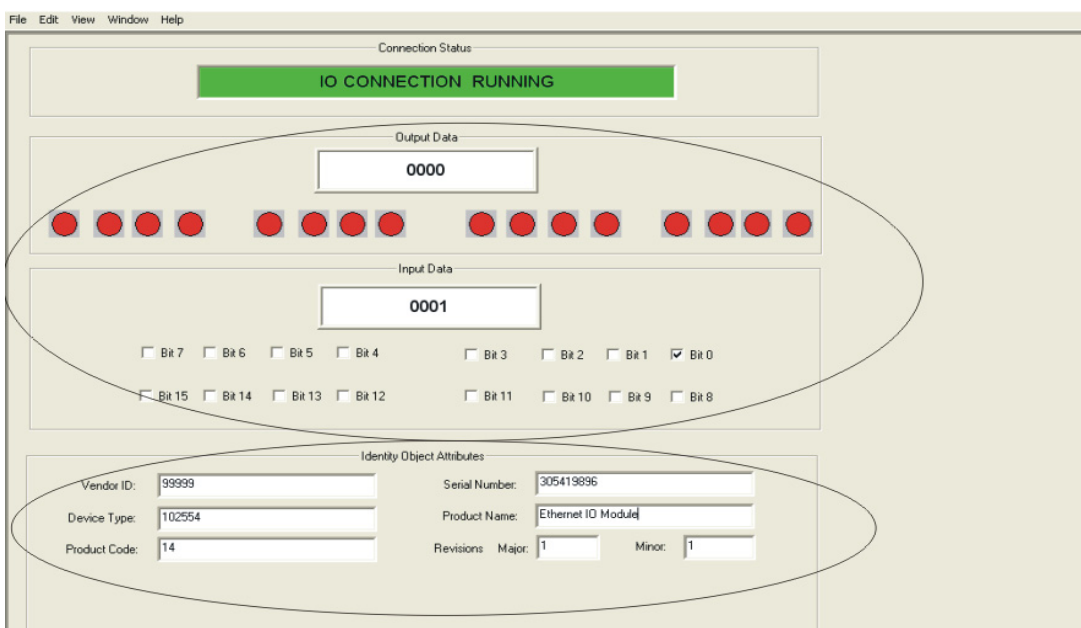 File Edit View Window Help
Connection Status
IO CONNECTION RUNNING
Output Data
0000
Input Data
0001
Bit 7 Bit 6 Bit 5 Bit 4 Bit 3 Bit 2 Bit 1 Bit 0
Bit 15 Bit 14 Bit 13 Bit 12 Bit 11 Bit 10 Bit 9 Bit 8
Identity Object Attributes
Vendor ID: 99999 Serial Number: 305419896
Device Type: 102554 Product Name: Ethernet IO Module
Product Code: 14 Revisions Major: 1 Minor: 1